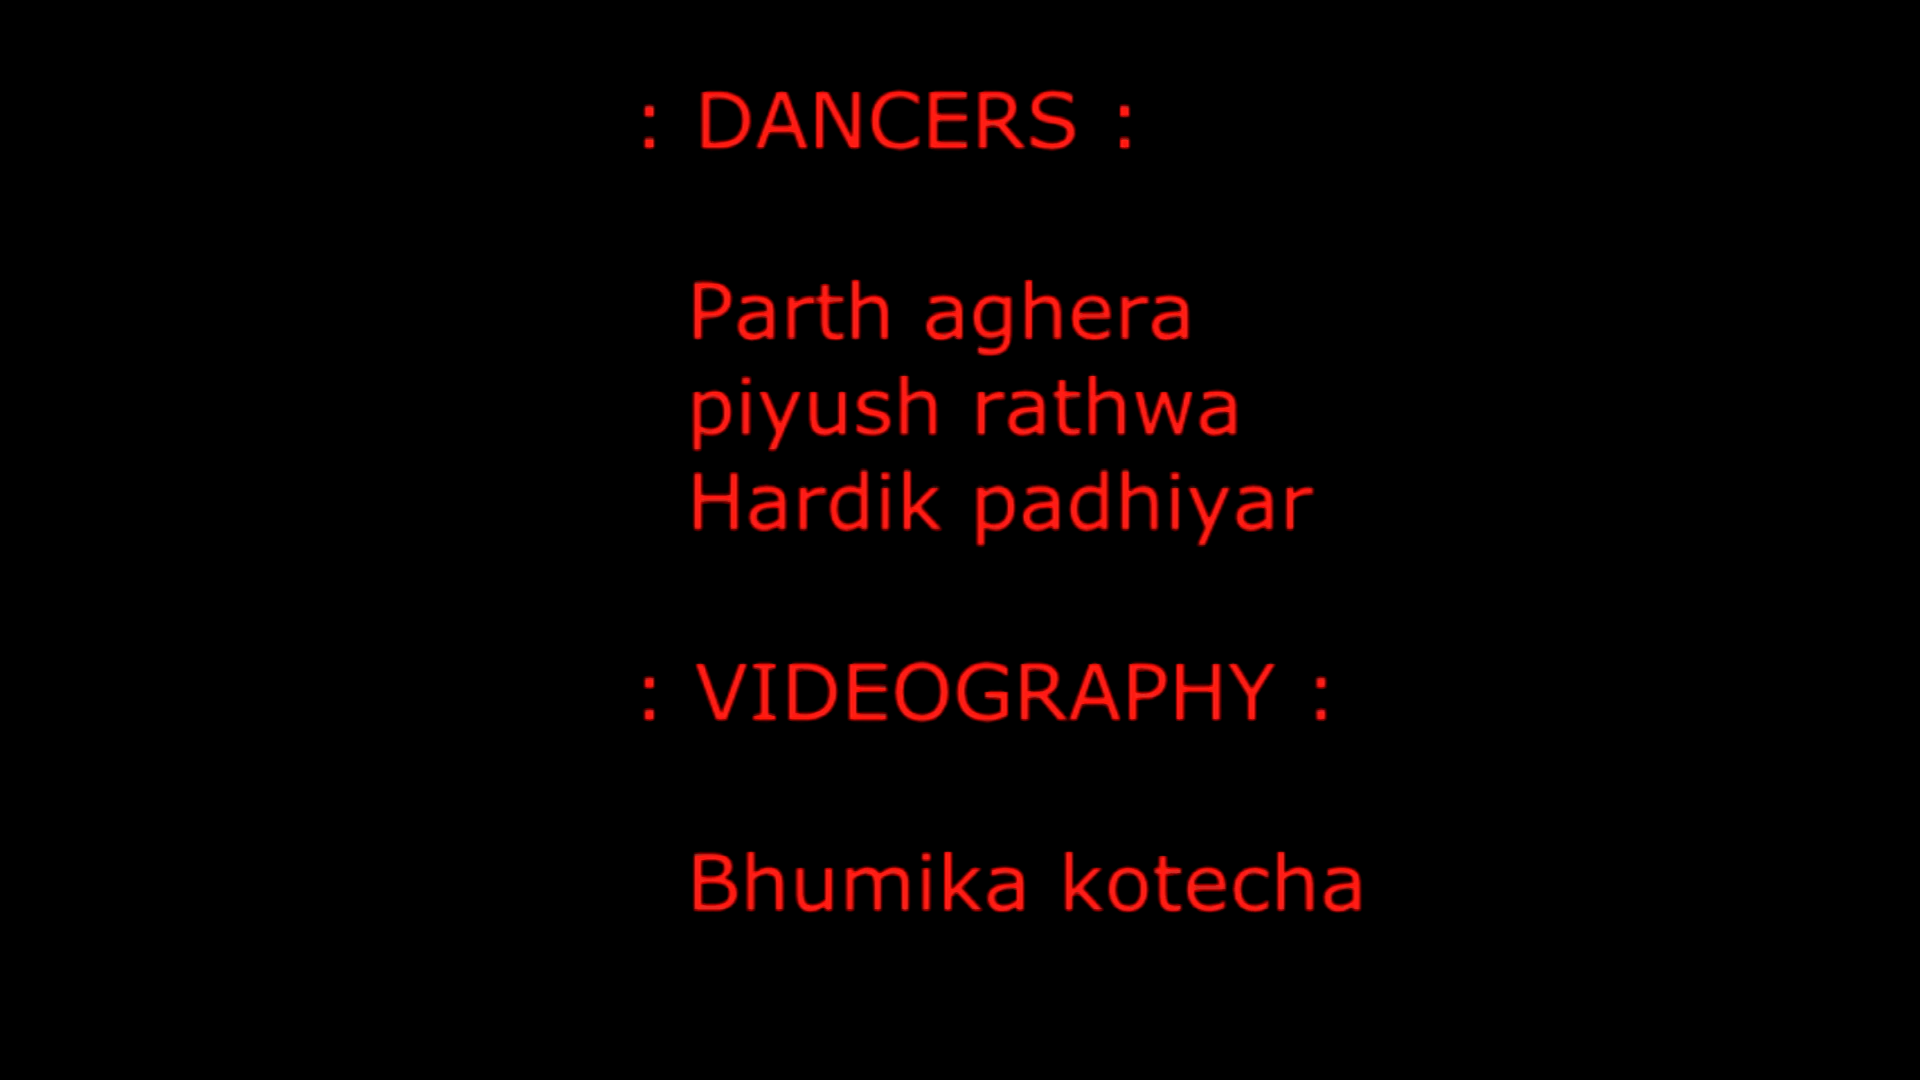 : DANCERS :
Parth aghera
piyush rathwa
Hardik padhiyar
: VIDEOGRAPHY :
Bhumika kotecha